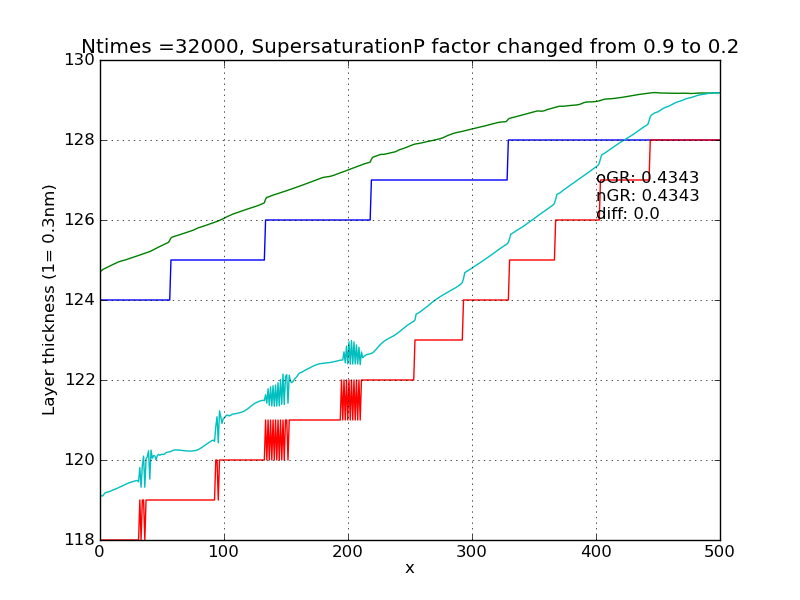 Ntimes =32000, SupersaturationP factor changed from 0.9 to 0.2
Layer thickness (1= 0.3nm)
130
128
126
124
122
120
118
oGR: 0.4343
nGR: 0.4343
diff: 0.0
0
100
200
300
400
500
x